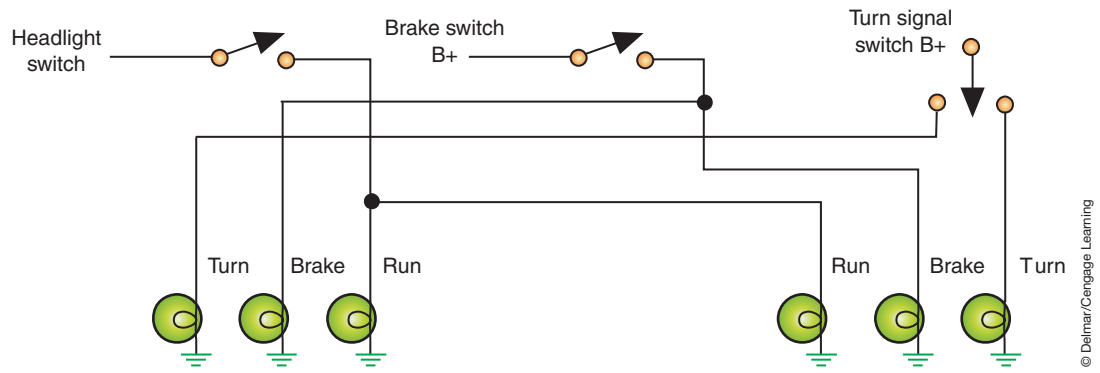 Headlight
switch
Brake switch
B+
Turn signal
switch B+
Turn
Brake
Run
Run
Brake
Turn
© Delmar/Cengage Learning